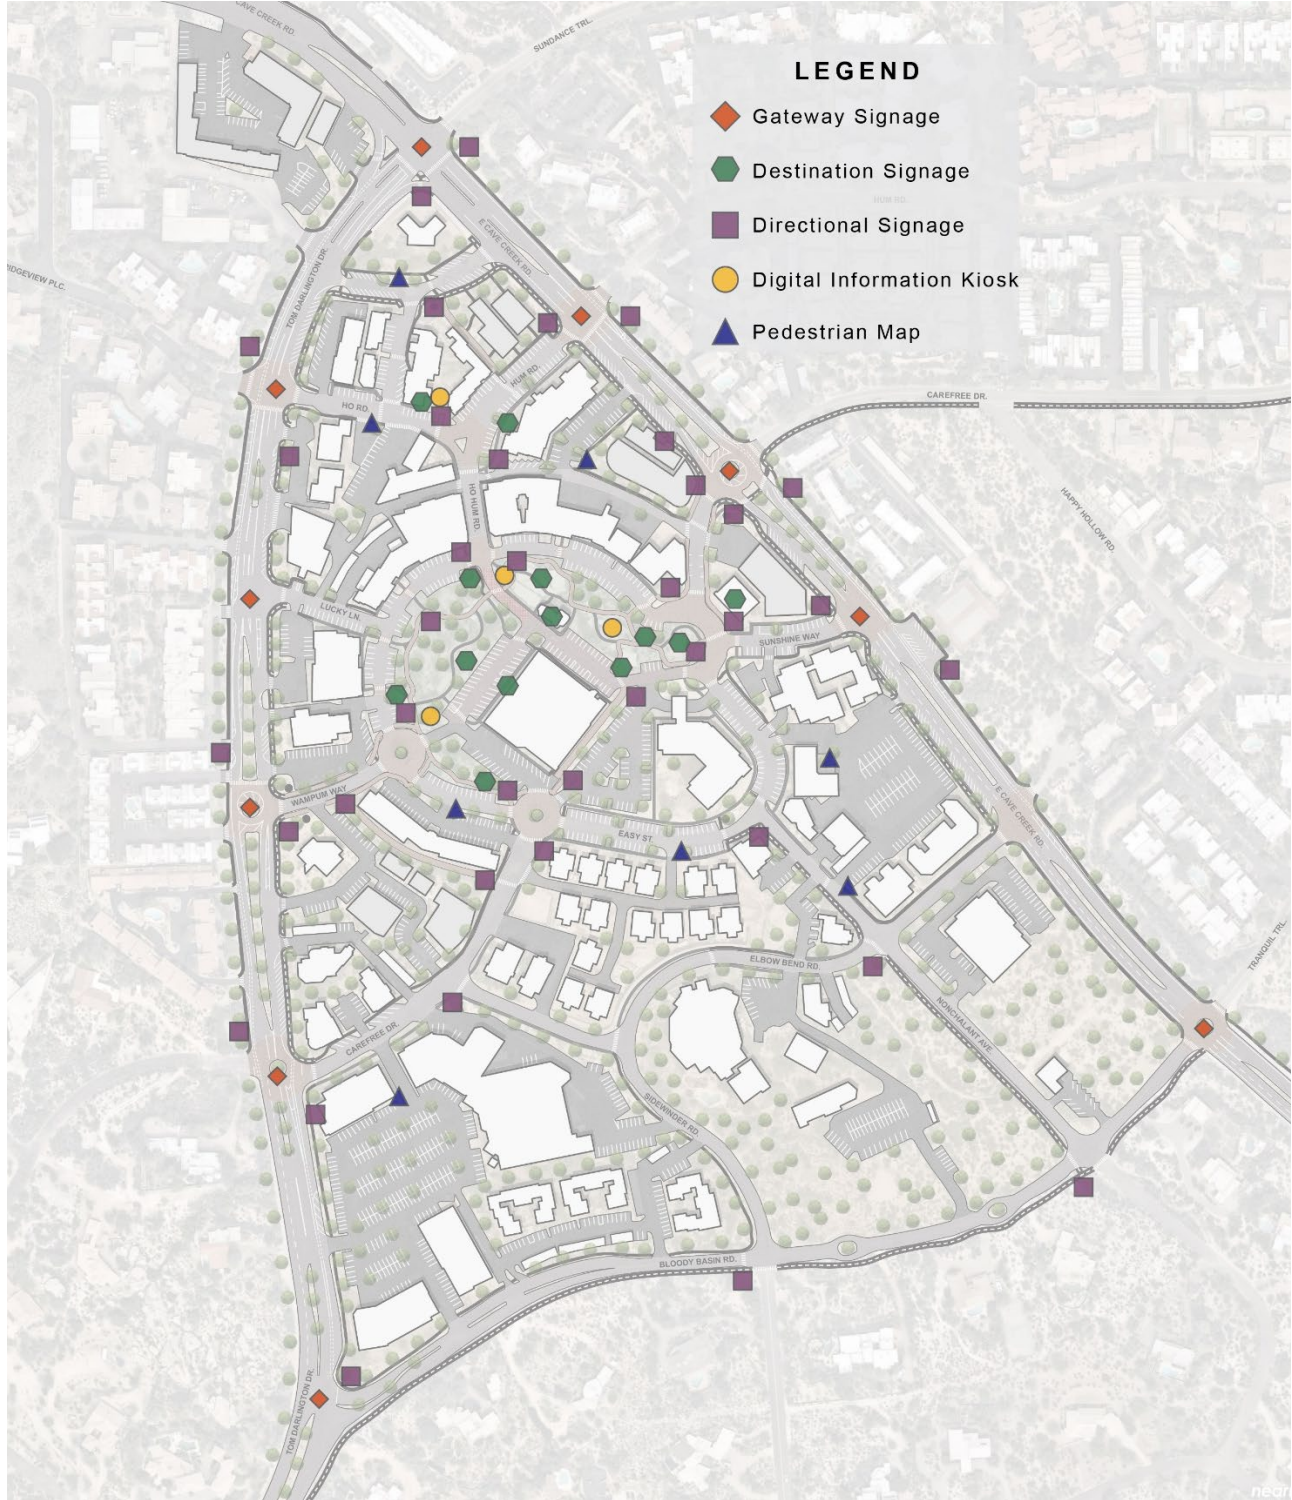 CAVE CREEK RD.
SUNDANCE TRL.
LEGEND
Gateway Signage
Destination Signage
HUM RD.
Directional Signage
Digital Information Kiosk
Pedestrian Map
E CAVE CREEK RD.
TOM DARLINGTON DR.
RIDGEVIEW PLC.
HUM RD.
CAREFREE DR.
HO RD.
HO HUM RD.
HAPPY HOLLOW RD.
LUCKY LN.
SUNSHINE WAY
WAMPUM WAY
E CAVE CREEK RD.
EASY ST
TRANQUIL TRL.
ELBOW BEND RD.
NONCHALANT AVE.
CAREFREE DR.
SIDEWINDER RD.
BLOODY BASIN RD.
TOM DARLINGTON DR.
near